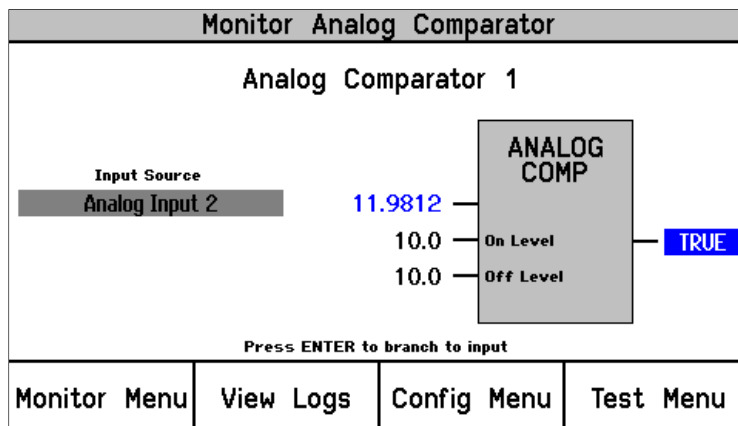 Monitor Analog Comparator
Analog Comparator 1
ANALOG
COMP
Input Source
Analog Input 2
11.9812
10.0 On Level TRUE
10.0 Off Level
Press ENTER to branch to input
Monitor Menu View Logs Config Menu Test Menu